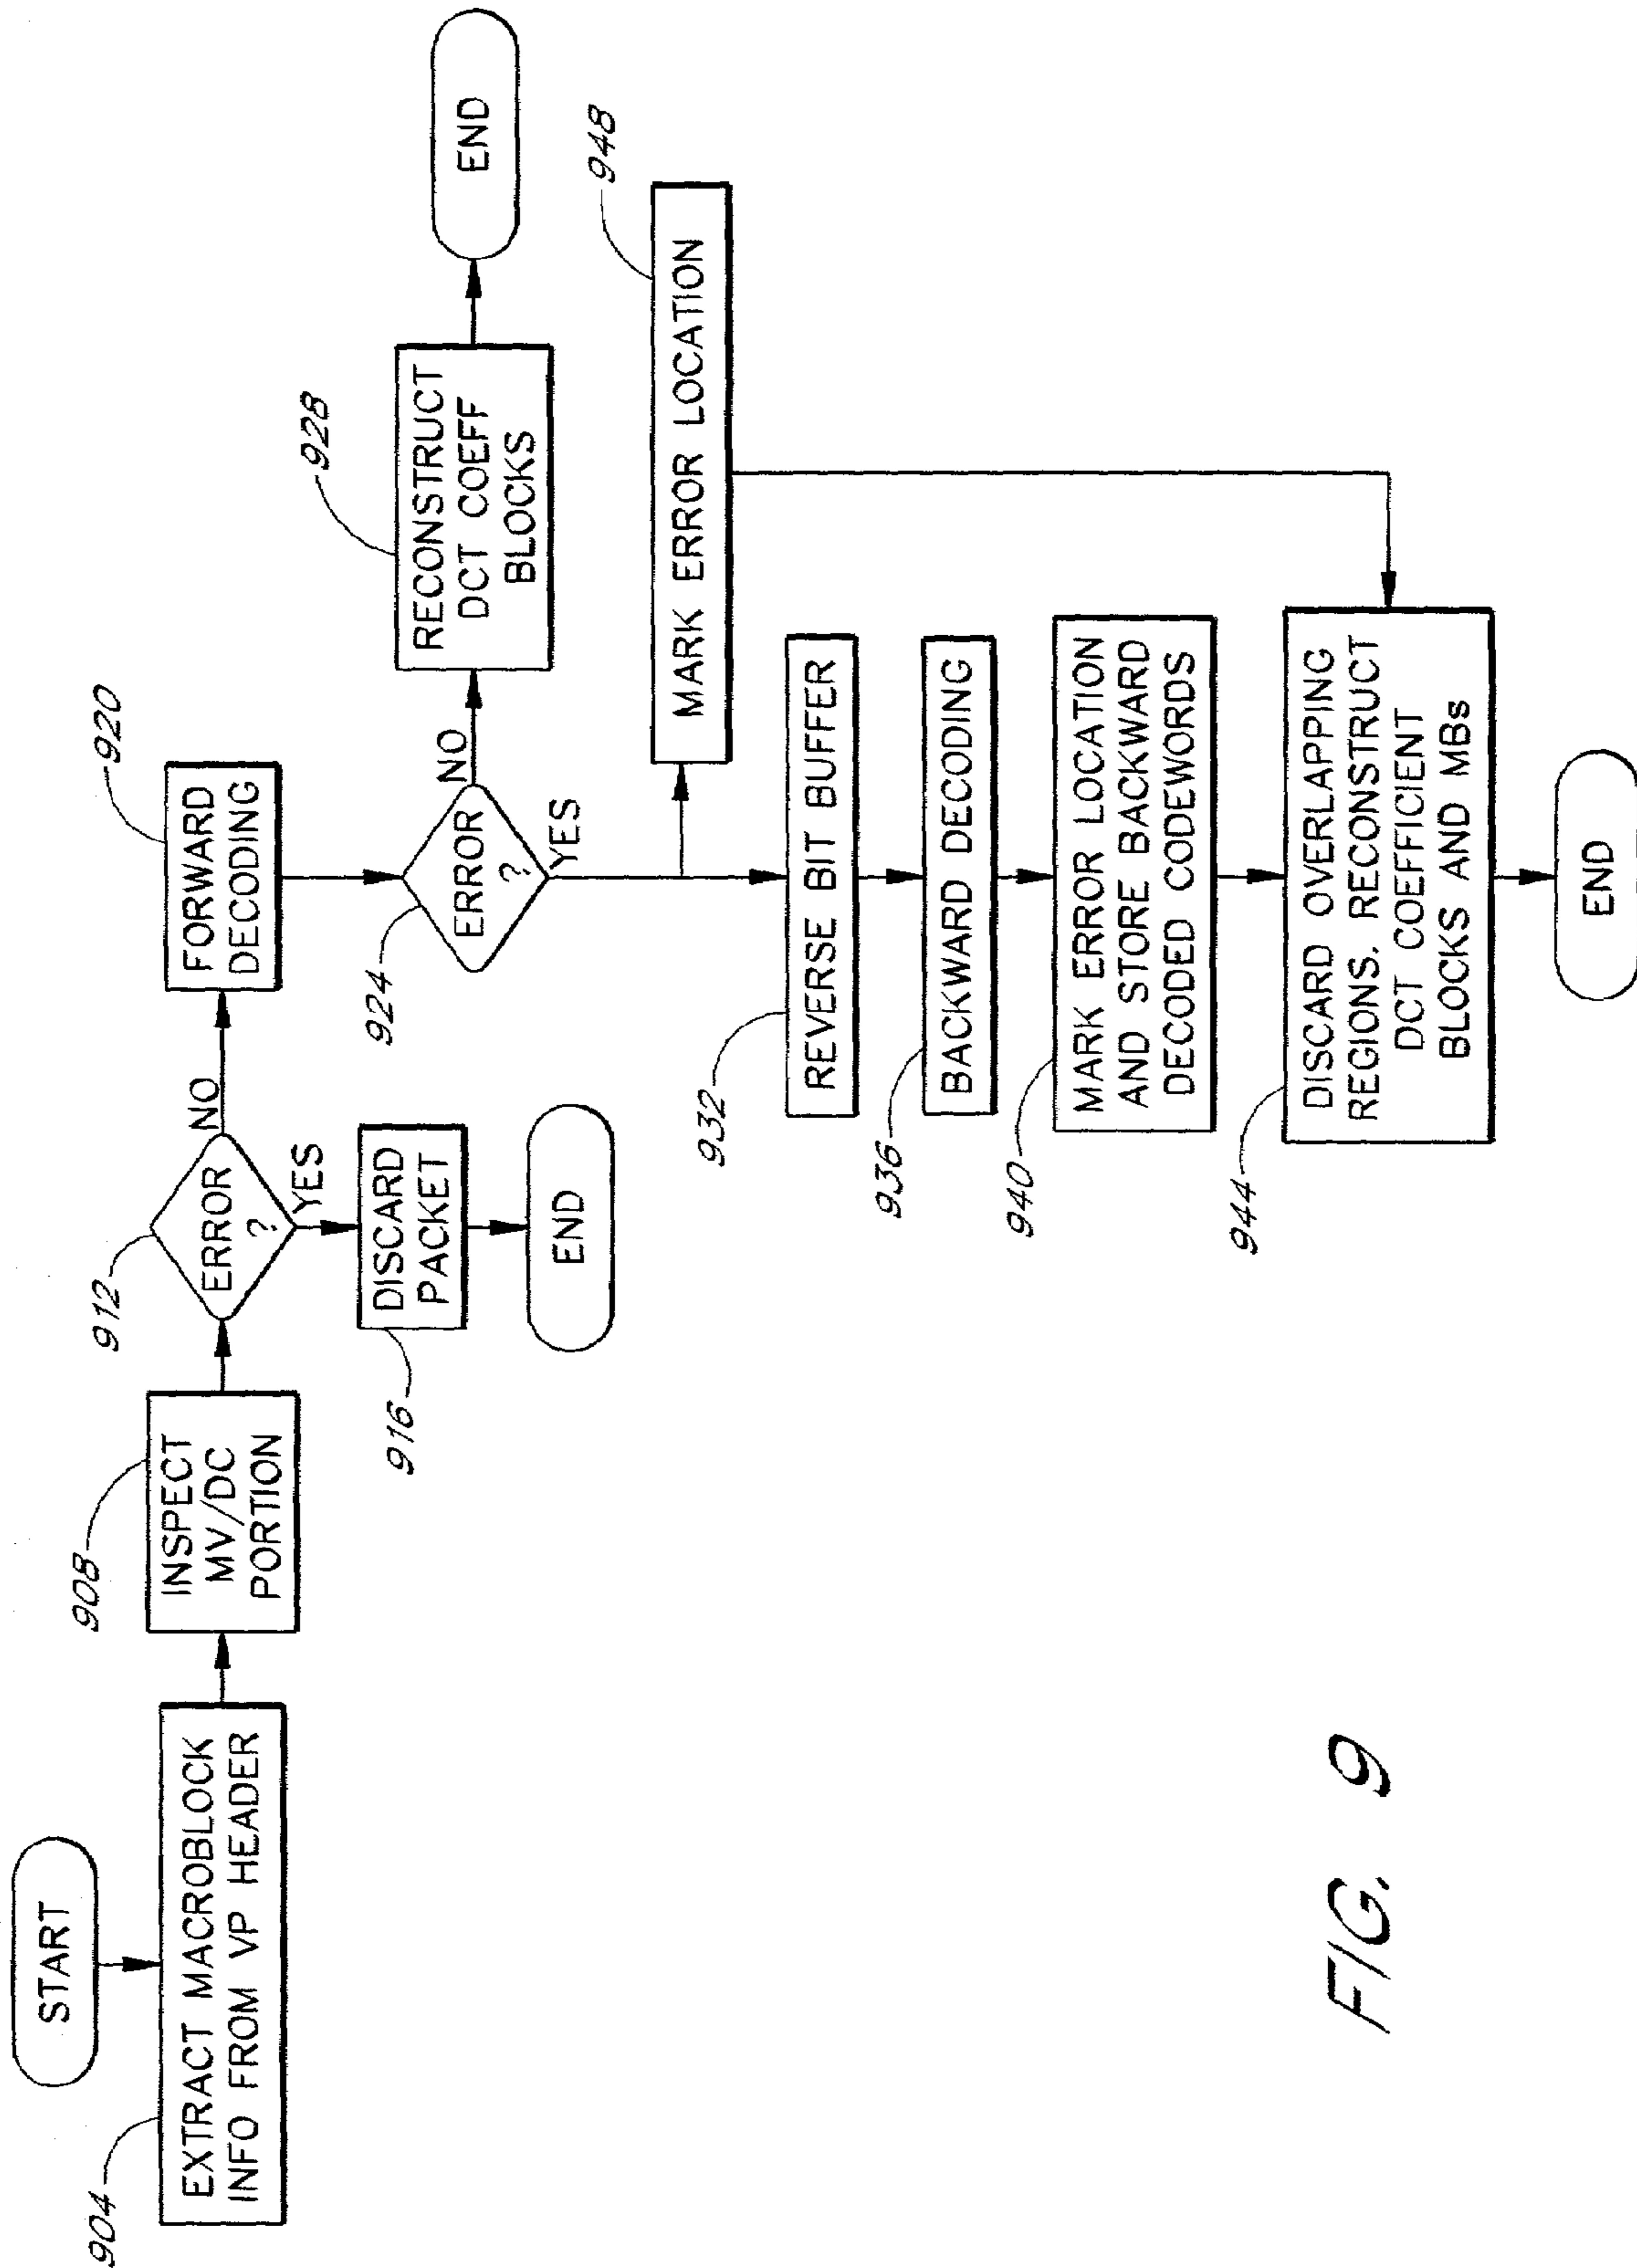 START
904
EXTRACT MACROBLOCK
INFO FROM VP HEADER
908
INSPECT
MV/DC
PORTION
912
ERROR
?
NO
YES
916
DISCARD
PACKET
END
920
FORWARD
DECODING
924
ERROR
?
NO
YES
928
RECONSTRUCT
DCT COEFF
BLOCKS
END
948
MARK ERROR LOCATION
932
REVERSE BIT BUFFER
936
BACKWARD DECODING
940
MARK ERROR LOCATION
AND STORE BACKWARD
DECODED CODEWORDS
944
DISCARD OVERLAPPING
REGIONS. RECONSTRUCT
DCT COEFFICIENT
BLOCKS AND MBs
END
FIG. 9